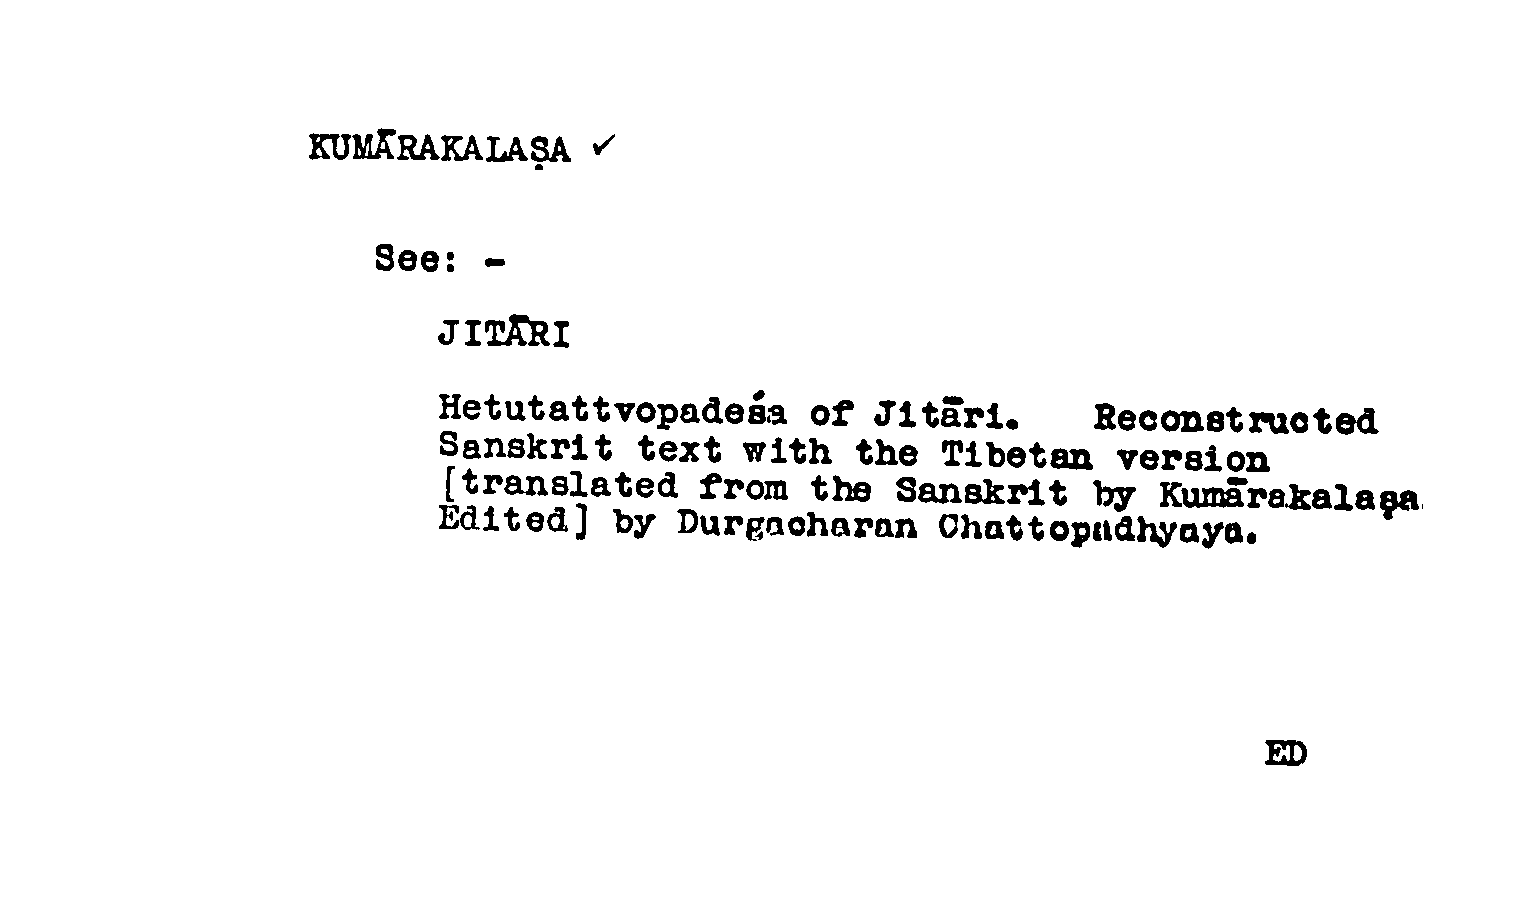 KUMĀRAKALAṢA ✓
See: -
JITĀRI
Hetutattvopadeśa of Jitāri. Reconstructed
Sanskrit text with the Tibetan version
[translated from the Sanskrit by Kumārakalaṣa
Edited] by Durgacharan Chattopadhyaya.
ED